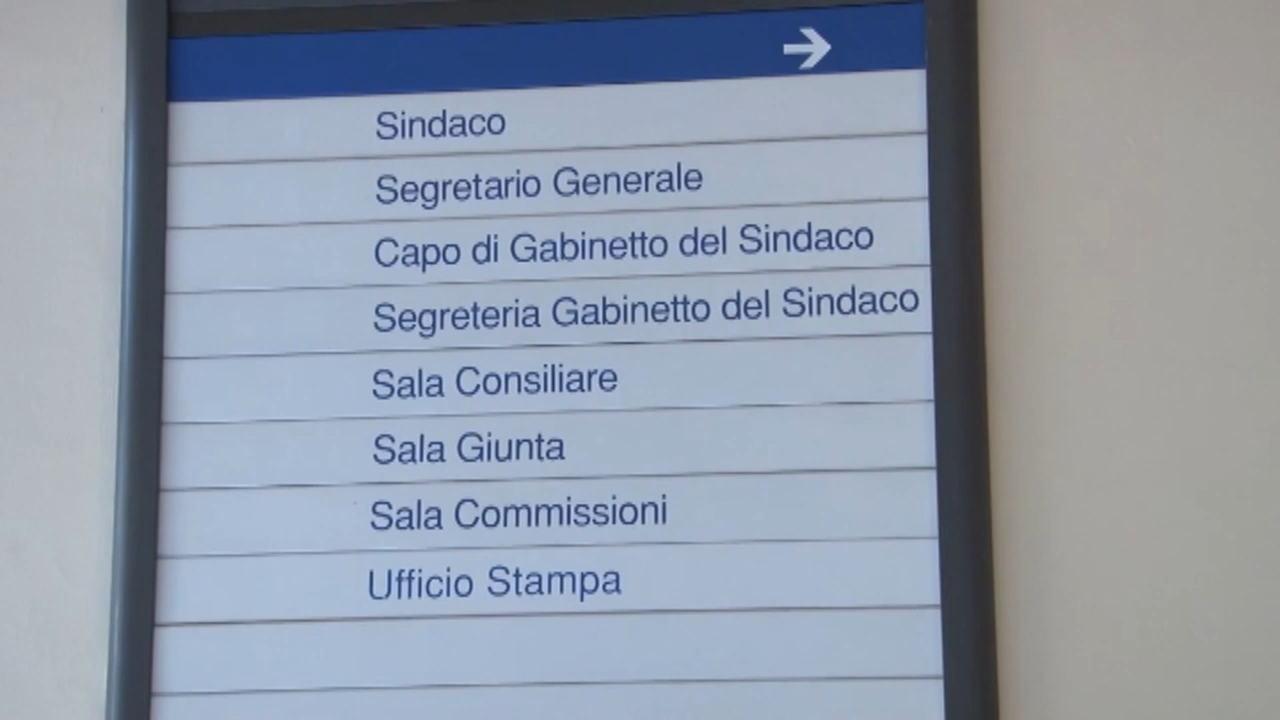 Sindaco
Segretario Generale
Capo di Gabinetto del Sindaco
Segreteria Gabinetto del Sindaco
Sala Consiliare
Sala Giunta
Sala Commissioni
Ufficio Stampa